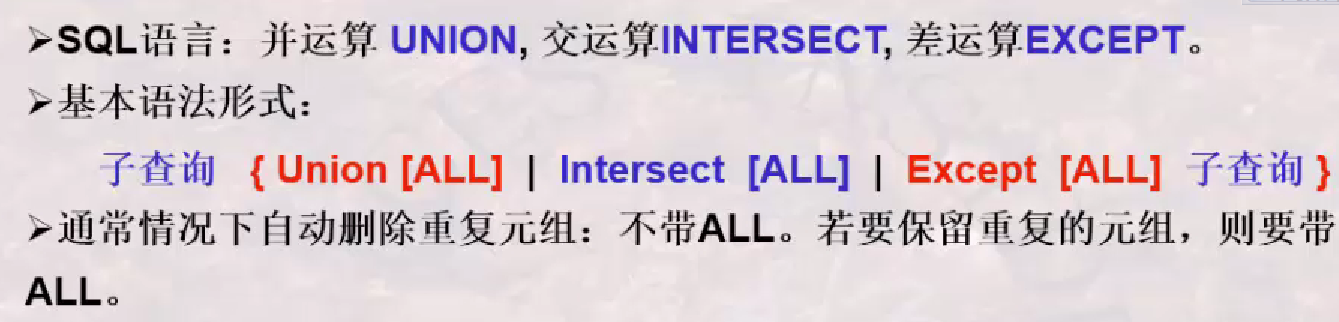 ➢SQL语言：并运算 UNION, 交运算INTERSECT, 差运算EXCEPT。
➢基本语法形式：
子查询 { Union [ALL] | Intersect [ALL] | Except [ALL] 子查询 }
➢通常情况下自动删除重复元组：不带ALL。若要保留重复的元组，则要带
ALL。